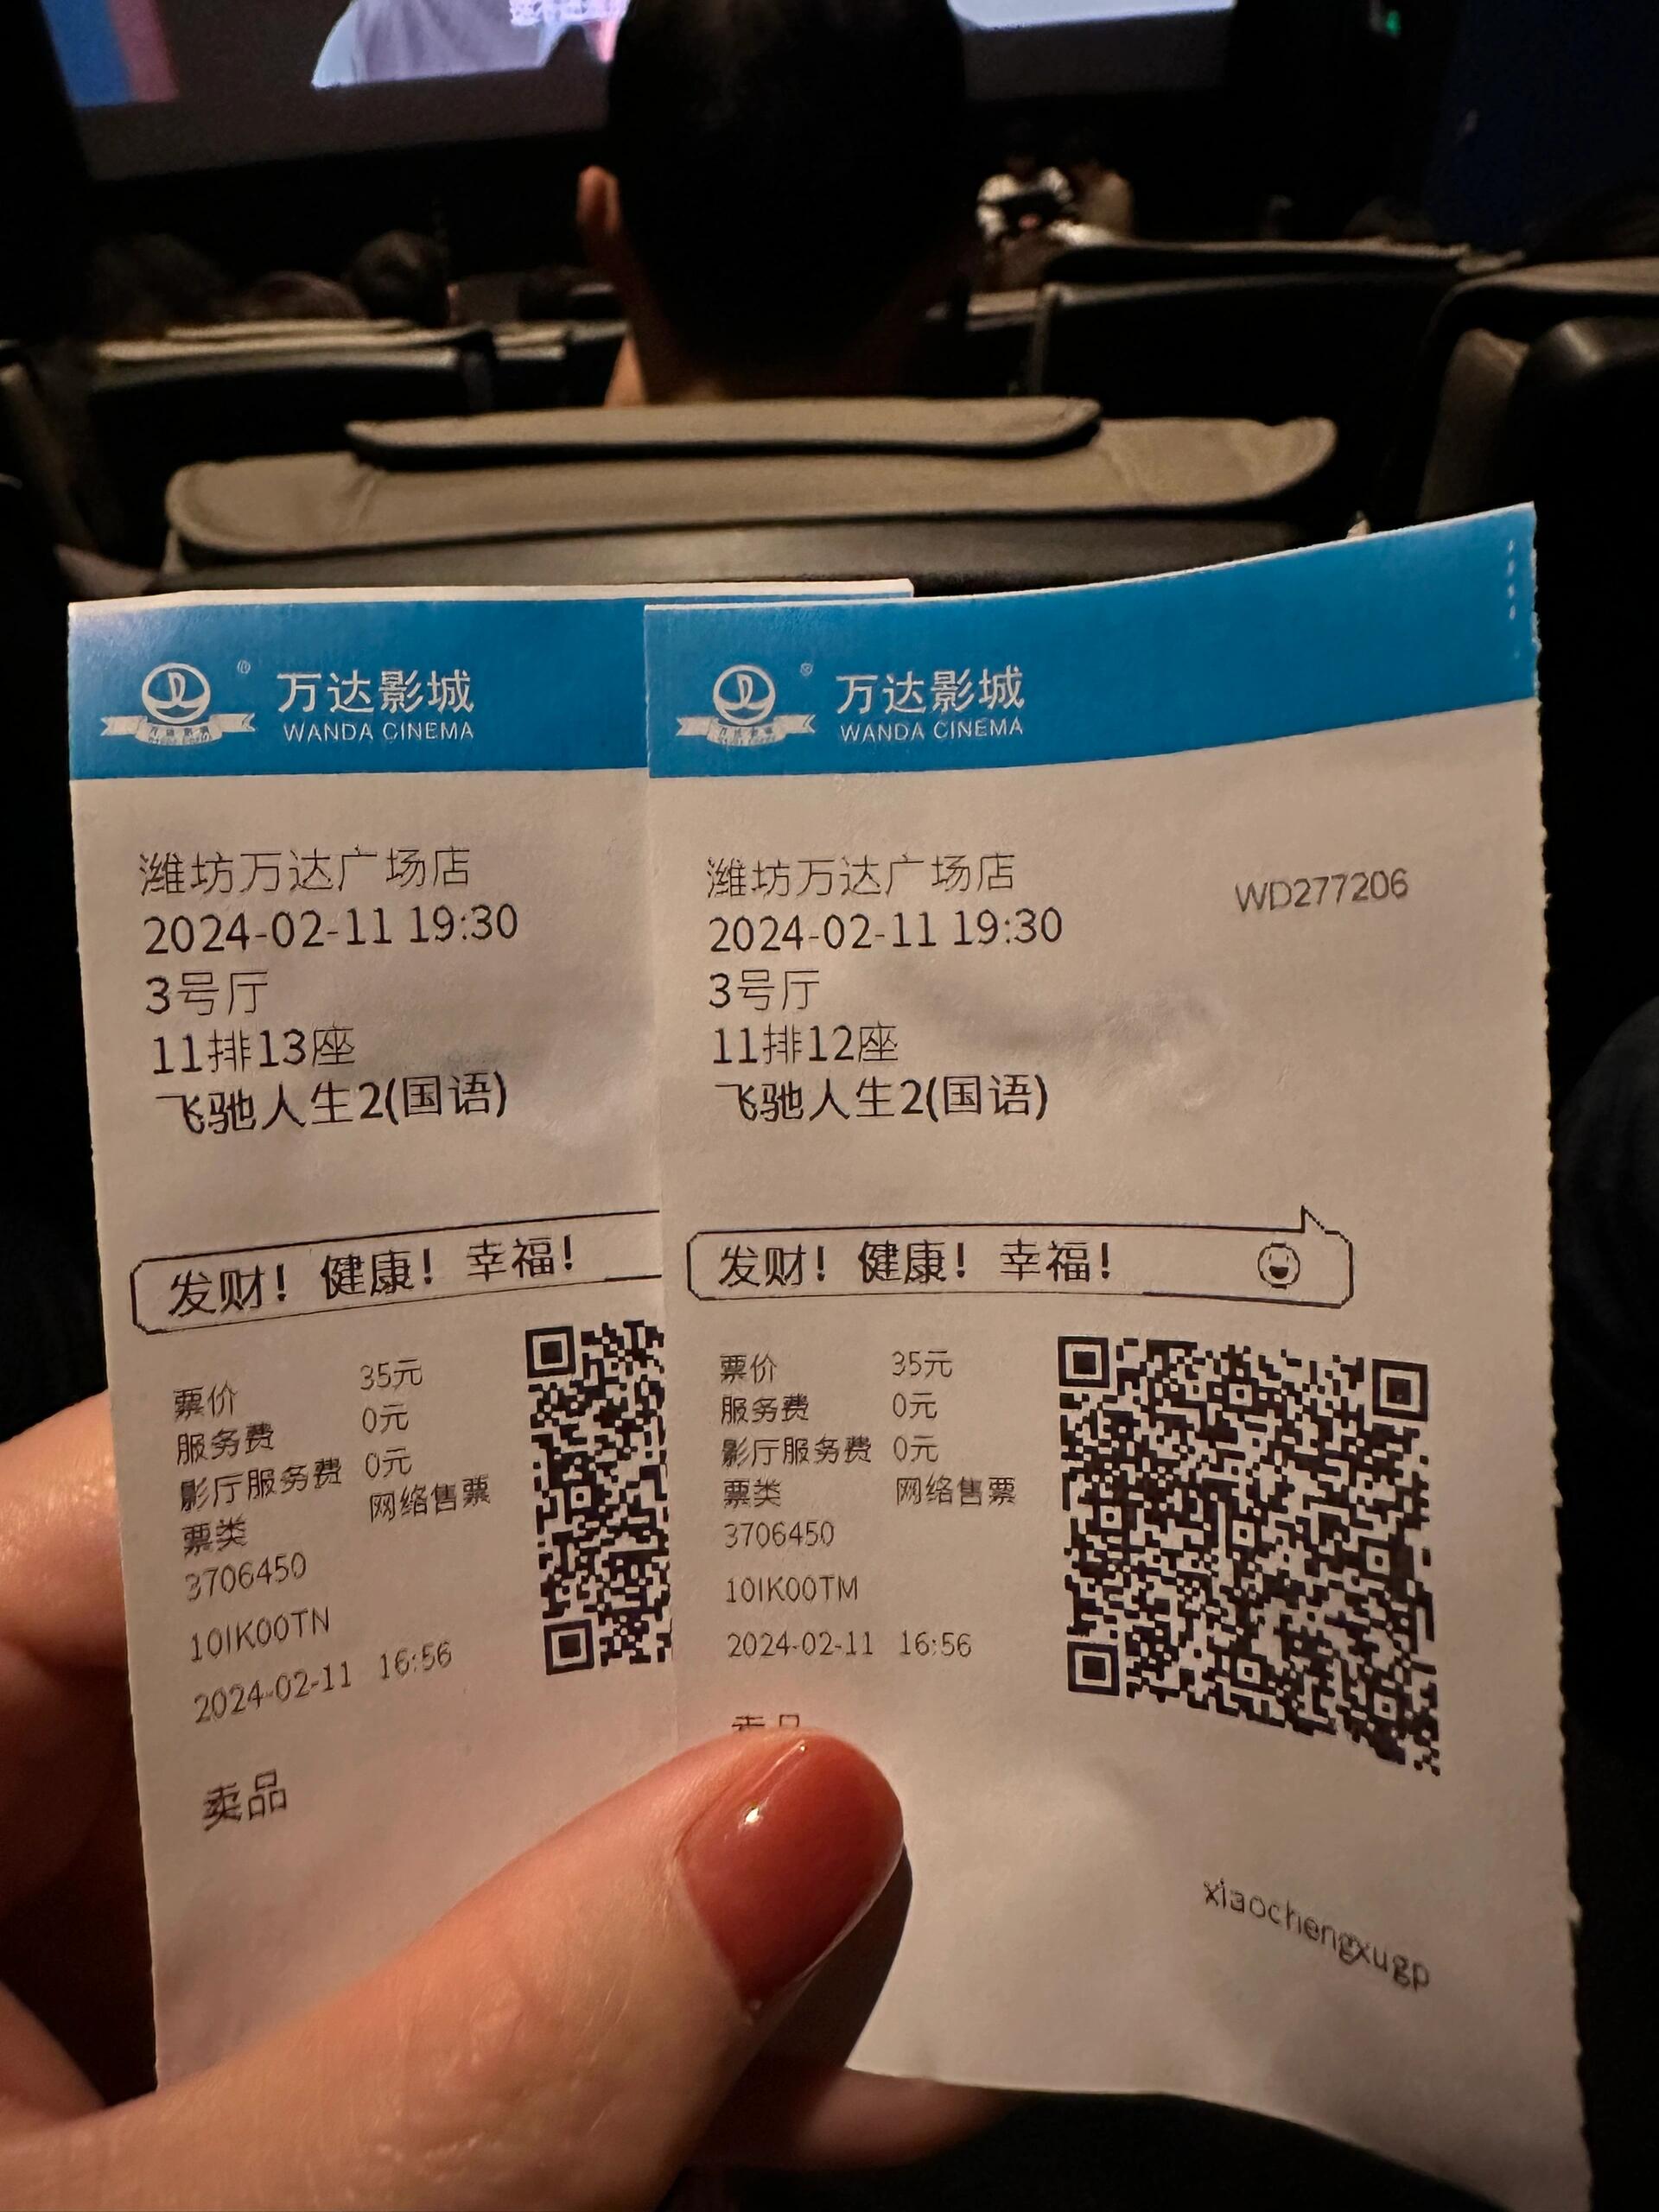 万达影城
WANDA CINEMA
潍坊万达广场店
2024-02-11 19:30
3号厅
11排13座
飞驰人生2(国语)
发财！健康！幸福！
票价 35元
服务费 0元
影厅服务费 0元
票类 网络售票
3706450
10IK00TN
2024-02-11 16:56
卖品
万达影城
WANDA CINEMA
潍坊万达广场店 WD277206
2024-02-11 19:30
3号厅
11排12座
飞驰人生2(国语)
发财！健康！幸福！
票价 35元
服务费 0元
影厅服务费 0元
票类 网络售票
3706450
10IK00TM
2024-02-11 16:56
xiaochengxugp